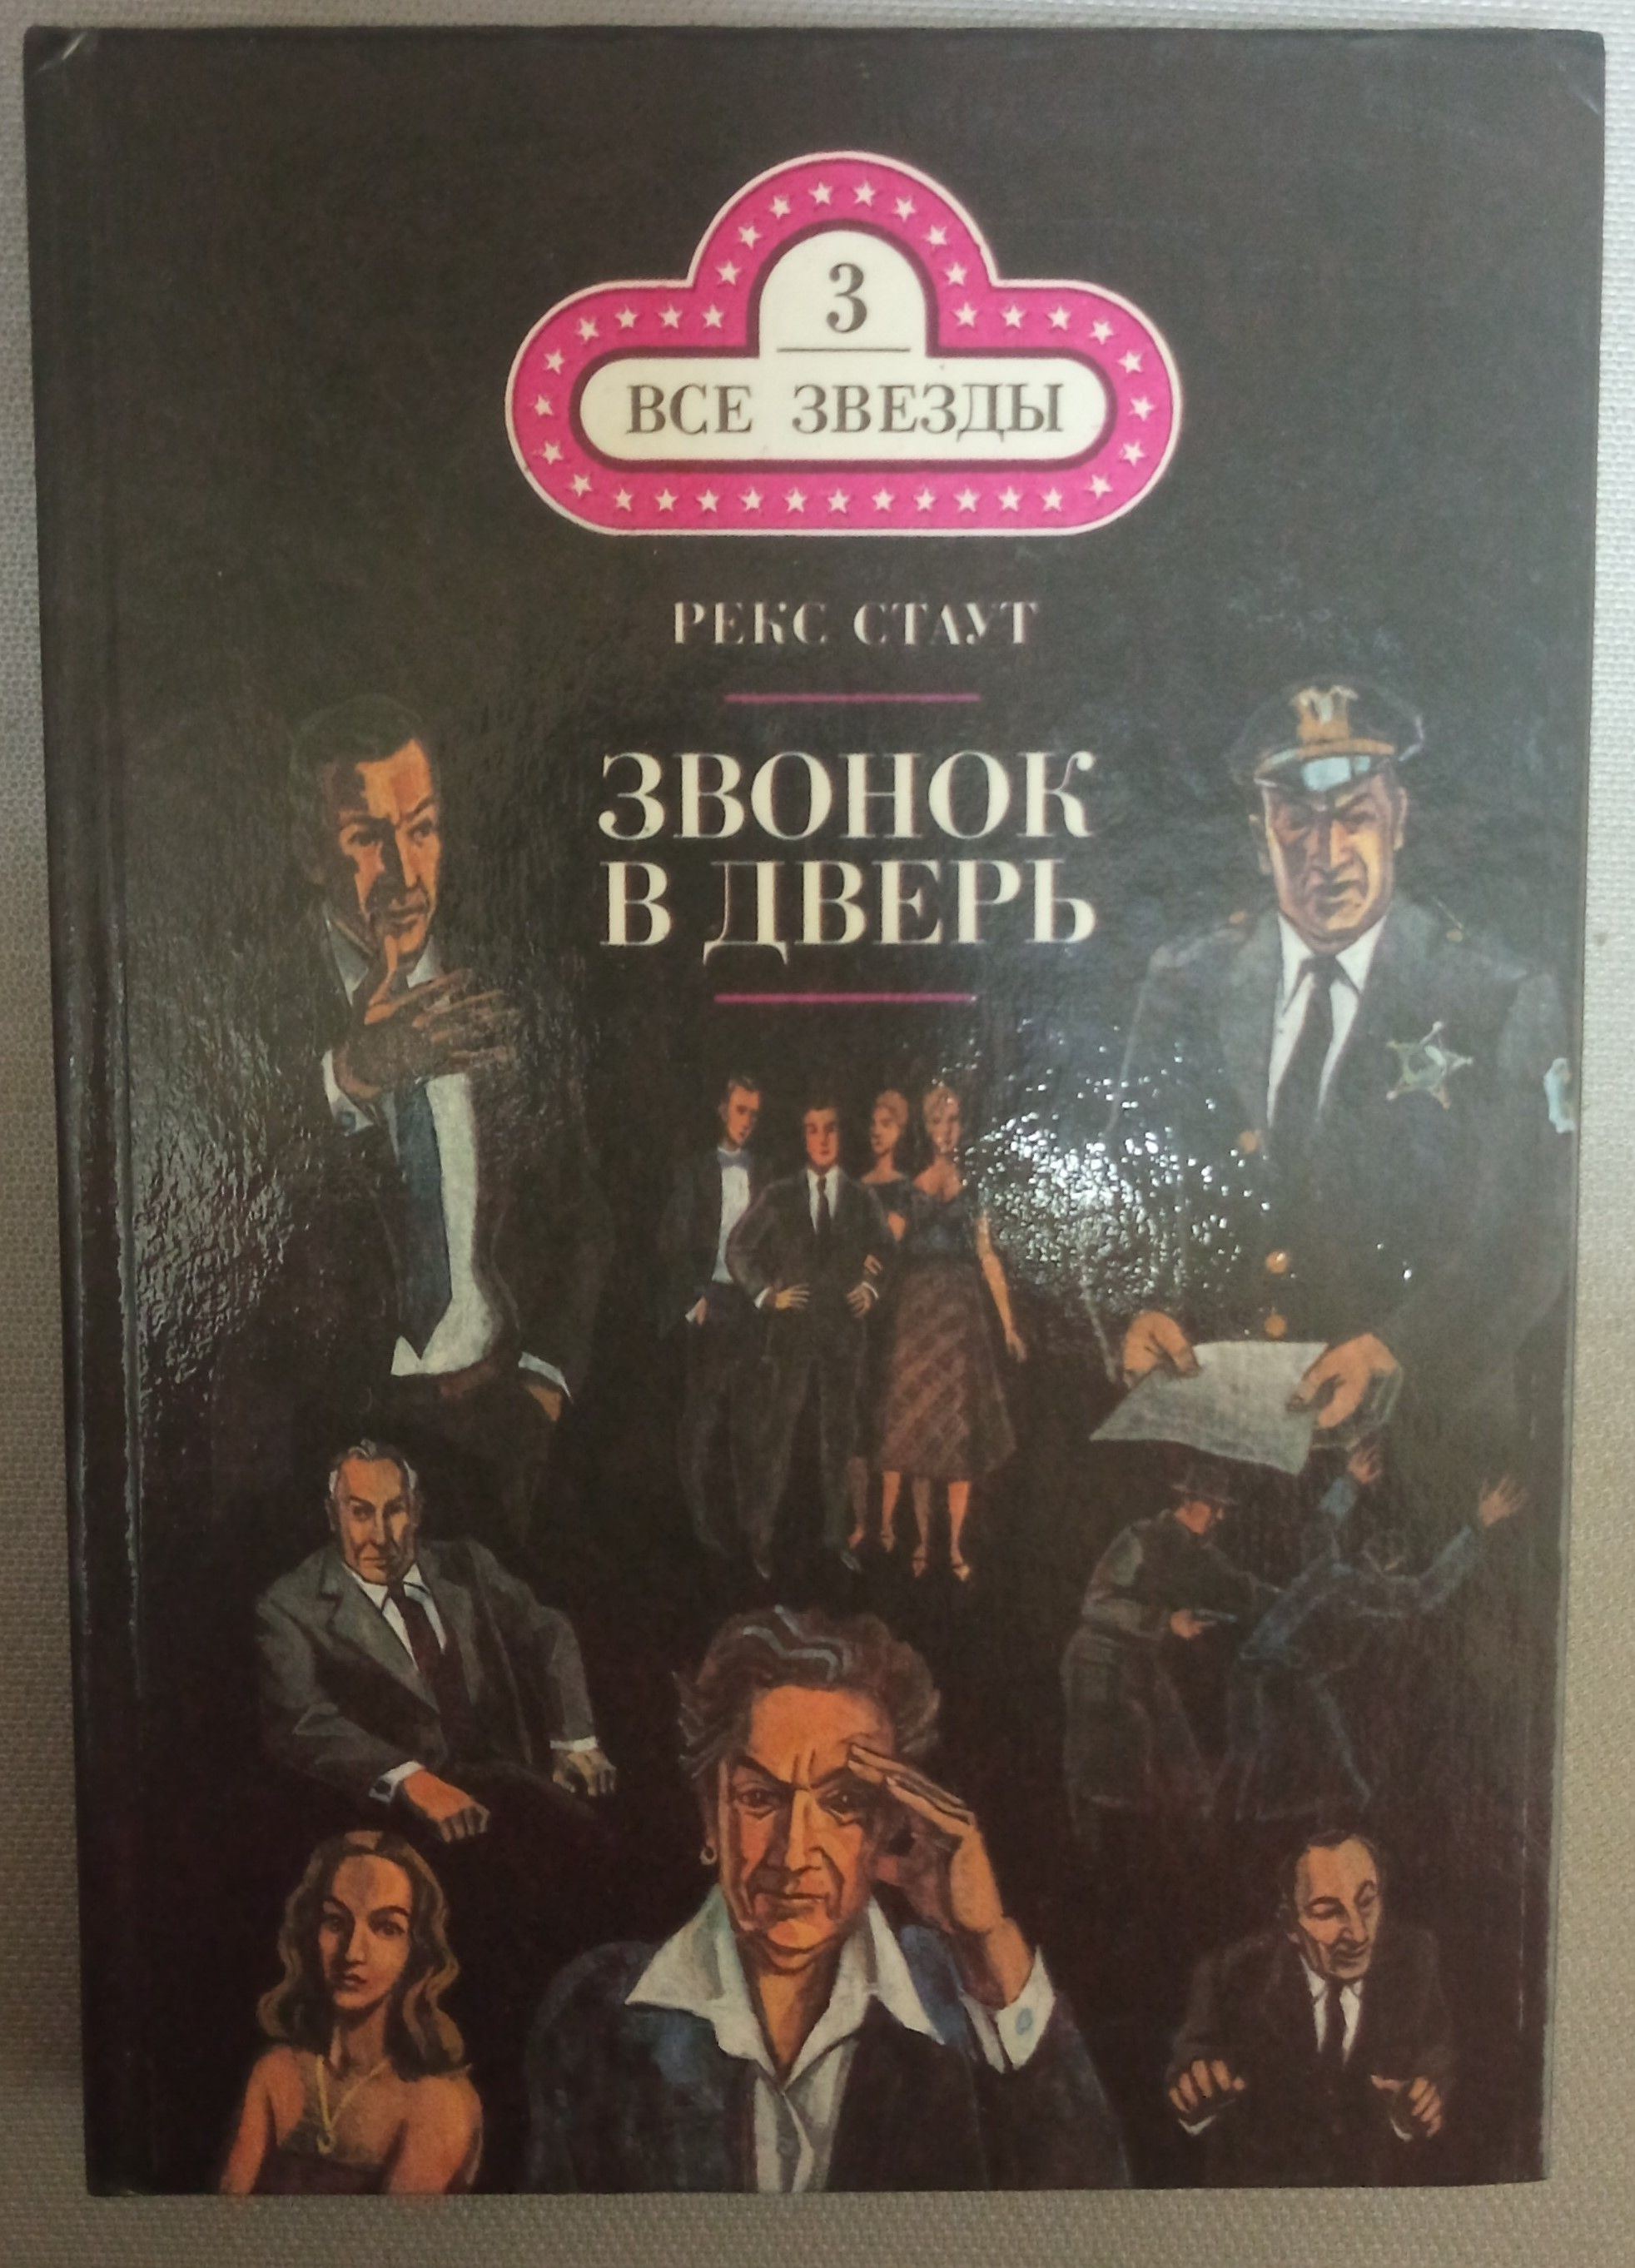 3
ВСЕ ЗВЕЗДЫ
РЕКС СТАУТ
ЗВОНОК
В ДВЕРЬ